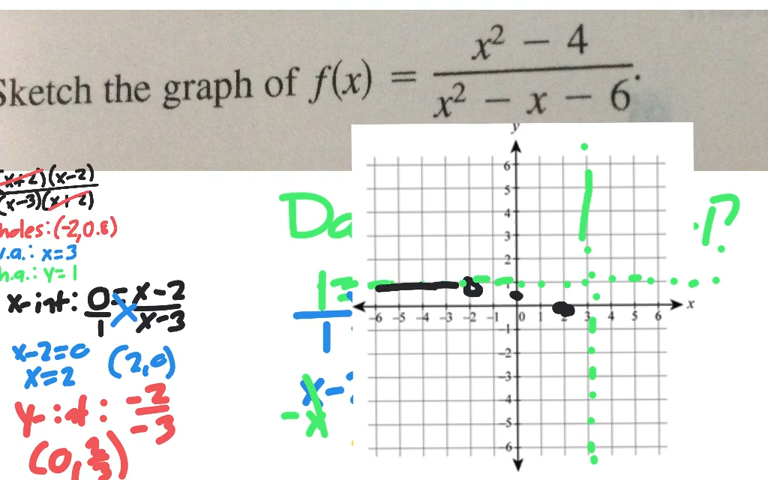 Sketch the graph of f(x) = (x² - 4)/(x² - x - 6).
(x+2)(x-2)
(x-3)(x+2)
holes: (-2, 0.8)
v.a.: x=3
h.a.: y=1
x-int: 0/1 = (x-2)/(x-3)
x-2=0
x=2
(2,0)
y-int: -2/-3
(0, 2/3)
1=
1
x-
-x
y
6
5
4
3
2
1
-6 -5 -4 -3 -2 -1 0 2 4 5 6 x
-1
-2
-3
-4
-5
-6